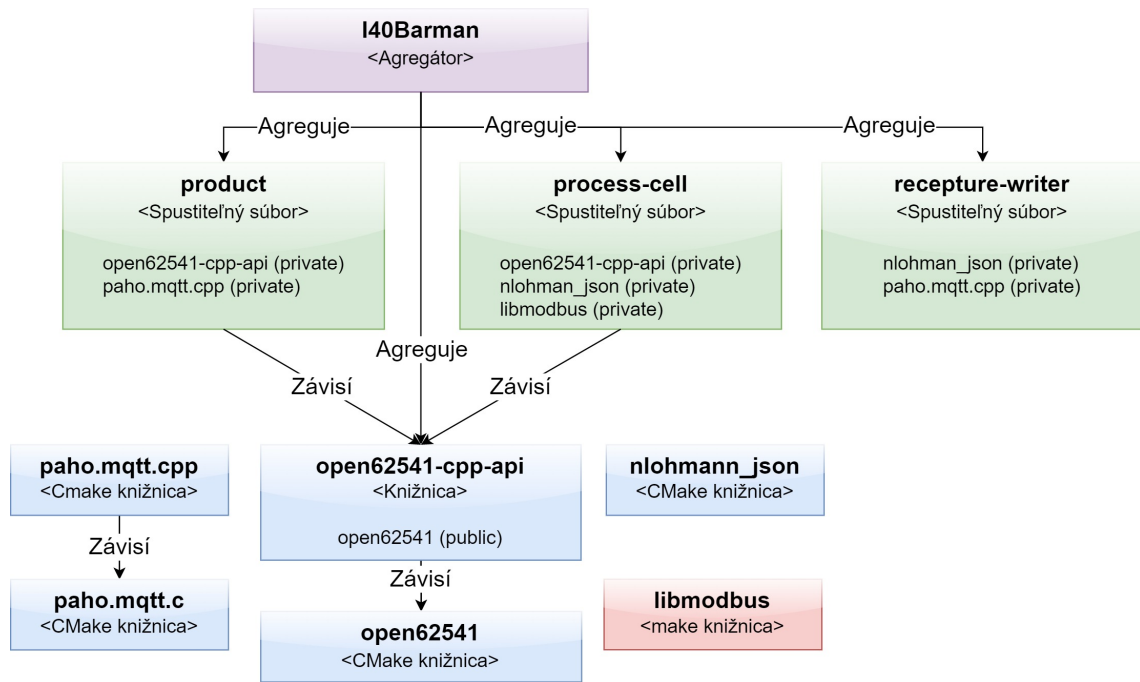 I40Barman
<Agregátor>
Agreguje
Agreguje
Agreguje
product
<Spustiteľný súbor>
open62541-cpp-api (private)
paho.mqtt.cpp (private)
process-cell
<Spustiteľný súbor>
open62541-cpp-api (private)
nlohman_json (private)
libmodbus (private)
recepture-writer
<Spustiteľný súbor>
nlohman_json (private)
paho.mqtt.cpp (private)
Agreguje
Závisí
Závisí
paho.mqtt.cpp
<Cmake knižnica>
open62541-cpp-api
<Knižnica>
open62541 (public)
nlohmann_json
<CMake knižnica>
Závisí
Závisí
paho.mqtt.c
<CMake knižnica>
open62541
<CMake knižnica>
libmodbus
<make knižnica>